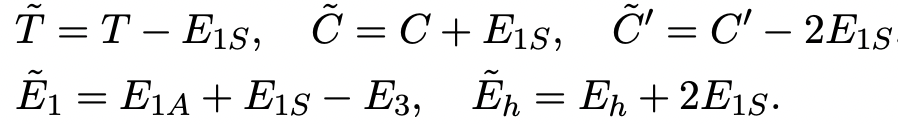 T̃ = T − E_{1S}, C̃ = C + E_{1S}, C̃′ = C′ − 2E_{1S},
Ẽ_1 = E_{1A} + E_{1S} − E_3, Ẽ_h = E_h + 2E_{1S}.